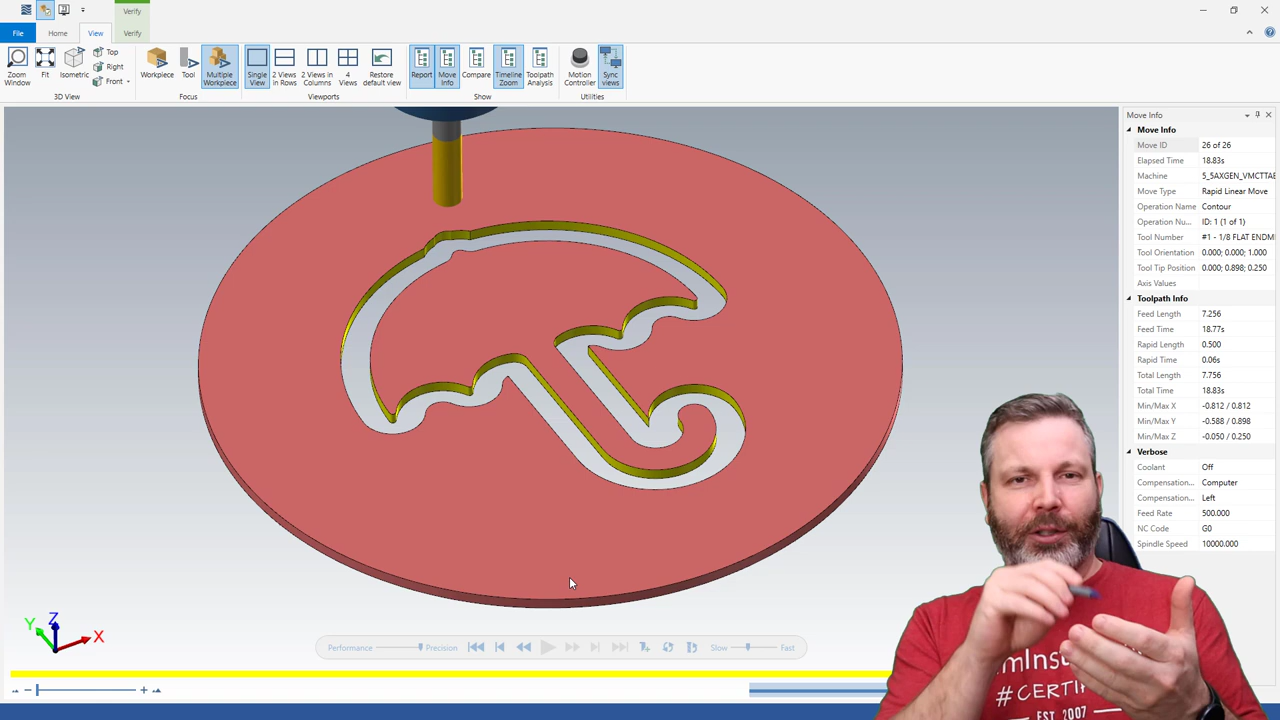 Verify
File
Home
View
Verify
Zoom Window
Fit
Isometric
Top
Right
Front
3D View
Workpiece
Tool
Multiple Workpiece
Focus
Single View
2 Views in Rows
2 Views in Columns
4 Views
Restore default view
Viewports
Report
Move Info
Compare
Timeline Zoom
Toolpath Analysis
Show
Motion Controller
Sync views
Utilities
Move Info
Move Info
Move ID 26 of 26
Elapsed Time 18.83s
Machine 5_5AXGEN_VMCTTAB
Move Type Rapid Linear Move
Operation Name Contour
Operation Nu... ID: 1 (1 of 1)
Tool Number #1 - 1/8 FLAT ENDM
Tool Orientation 0.000; 0.000; 1.000
Tool Tip Position 0.000; 0.898; 0.250
Axis Values
Toolpath Info
Feed Length 7.256
Feed Time 18.77s
Rapid Length 0.500
Rapid Time 0.06s
Total Length 7.756
Total Time 18.83s
Min/Max X -0.812 / 0.812
Min/Max Y -0.588 / 0.898
Min/Max Z -0.050 / 0.250
Verbose
Coolant Off
Compensation... Computer
Compensation... Left
Feed Rate 500.000
NC Code G0
Spindle Speed 10000.000
Z
Y
X
Performance
Precision
Slow
Fast
mInst
#CERTIF
EST. 2007